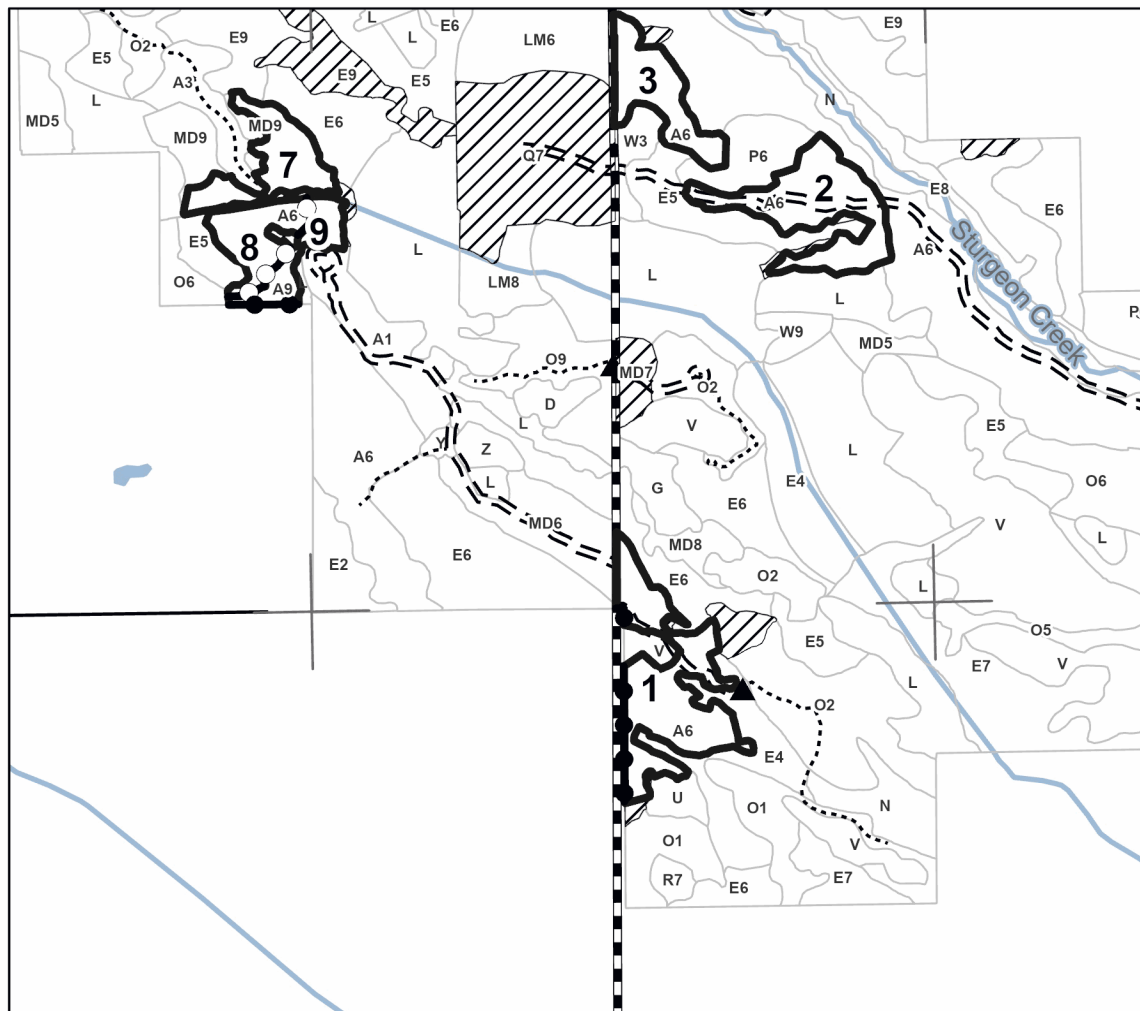 L
E6
E9
O2
E9
L
LM6
E5
E9
E5
3
A3
L
N
MD5
MD9
MD9
E6
A6
W3
P6
Q7
7
2
E8
E5
A6
E6
A6
E5
8
9
A6
Sturgeon Creek
L
L
O6
A9
LM8
L
P
W9
A1
MD5
O9
MD7
O2
D
L
V
E5
Y
Z
A6
L
L
E4
O6
G
E6
MD6
V
L
MD8
E2
E6
E6
O2
L
O5
E5
V
V
E7
1
L
O2
A6
E4
U
O1
N
O1
V
R7
E6
E7